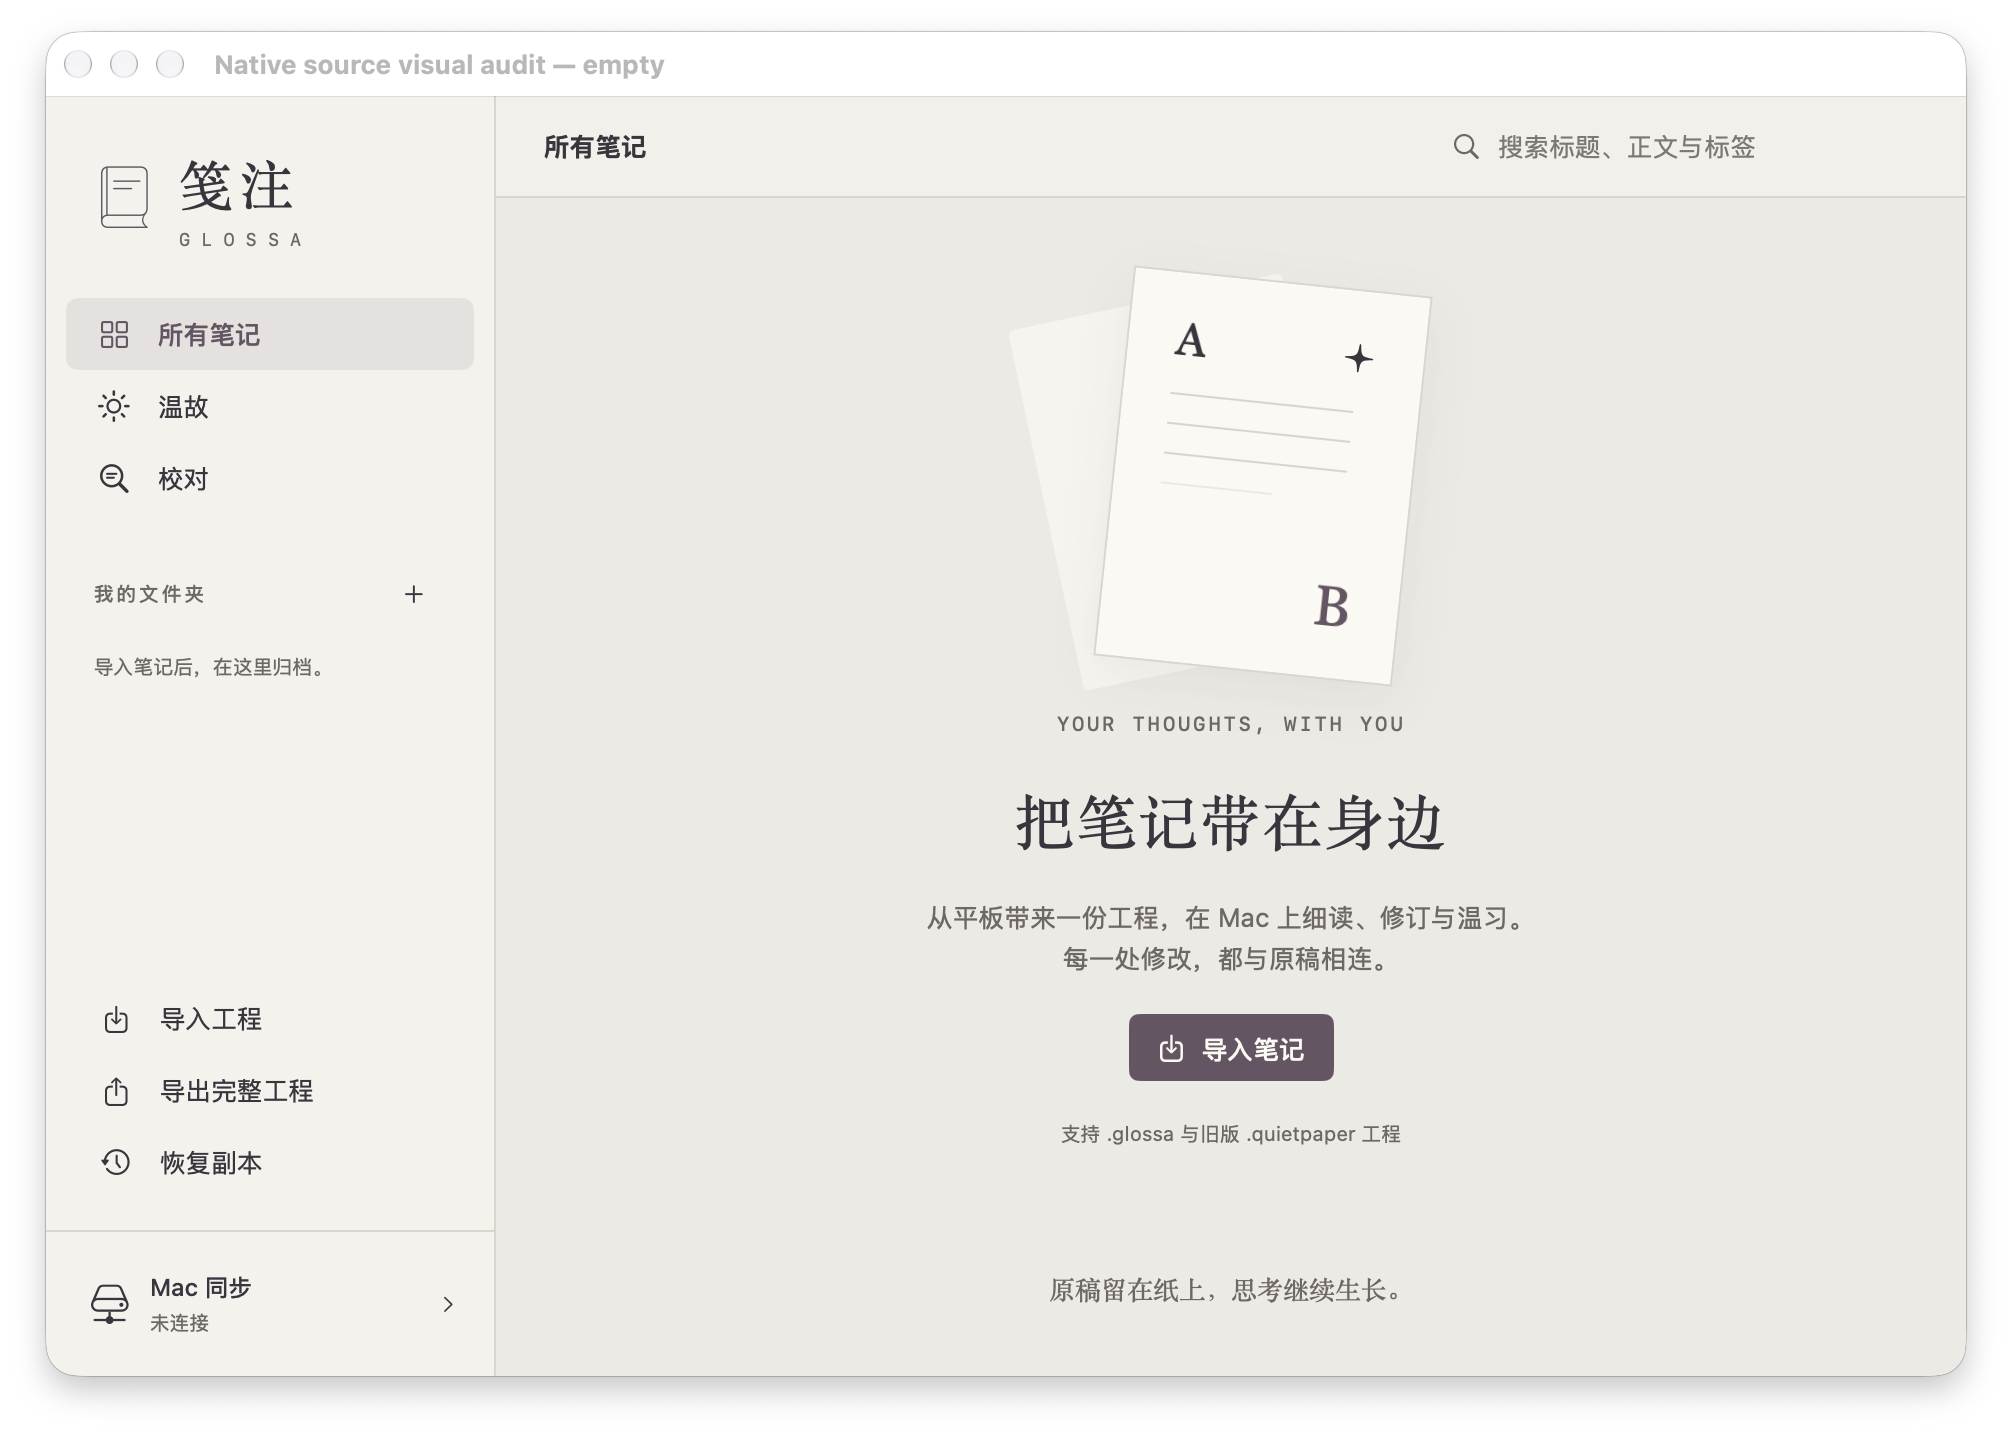 Native source visual audit — empty
笺注
GLOSSA
所有笔记
温故
校对
我的文件夹
导入笔记后，在这里归档。
导入工程
导出完整工程
恢复副本
Mac 同步
未连接
所有笔记
搜索标题、正文与标签
A
B
YOUR THOUGHTS, WITH YOU
把笔记带在身边
从平板带来一份工程，在 Mac 上细读、修订与温习。
每一处修改，都与原稿相连。
导入笔记
支持 .glossa 与旧版 .quietpaper 工程
原稿留在纸上，思考继续生长。